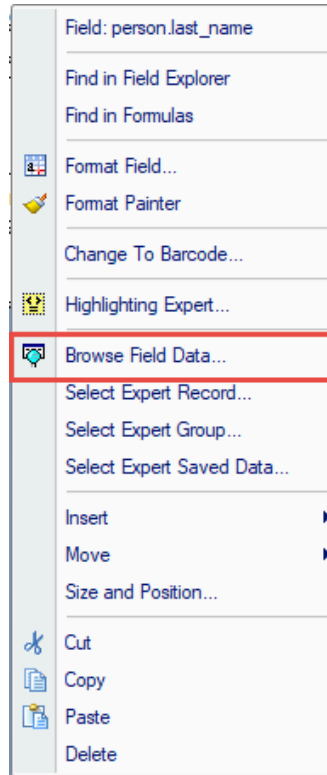 Field: person.last_name
Find in Field Explorer
Find in Formulas
Format Field...
Format Painter
Change To Barcode...
Highlighting Expert...
Browse Field Data...
Select Expert Record...
Select Expert Group...
Select Expert Saved Data...
Insert
Move
Size and Position...
Cut
Copy
Paste
Delete